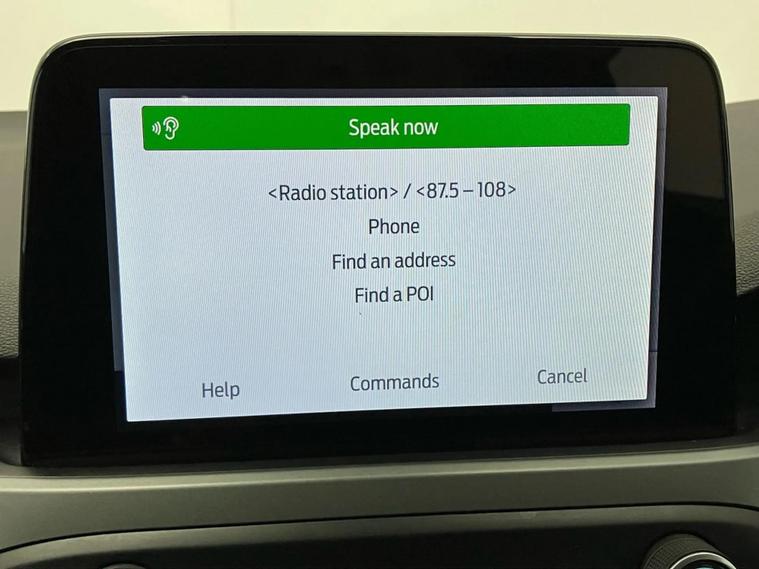 Speak now
<Radio station> / <87.5 – 108>
Phone
Find an address
Find a POI
Help Commands Cancel